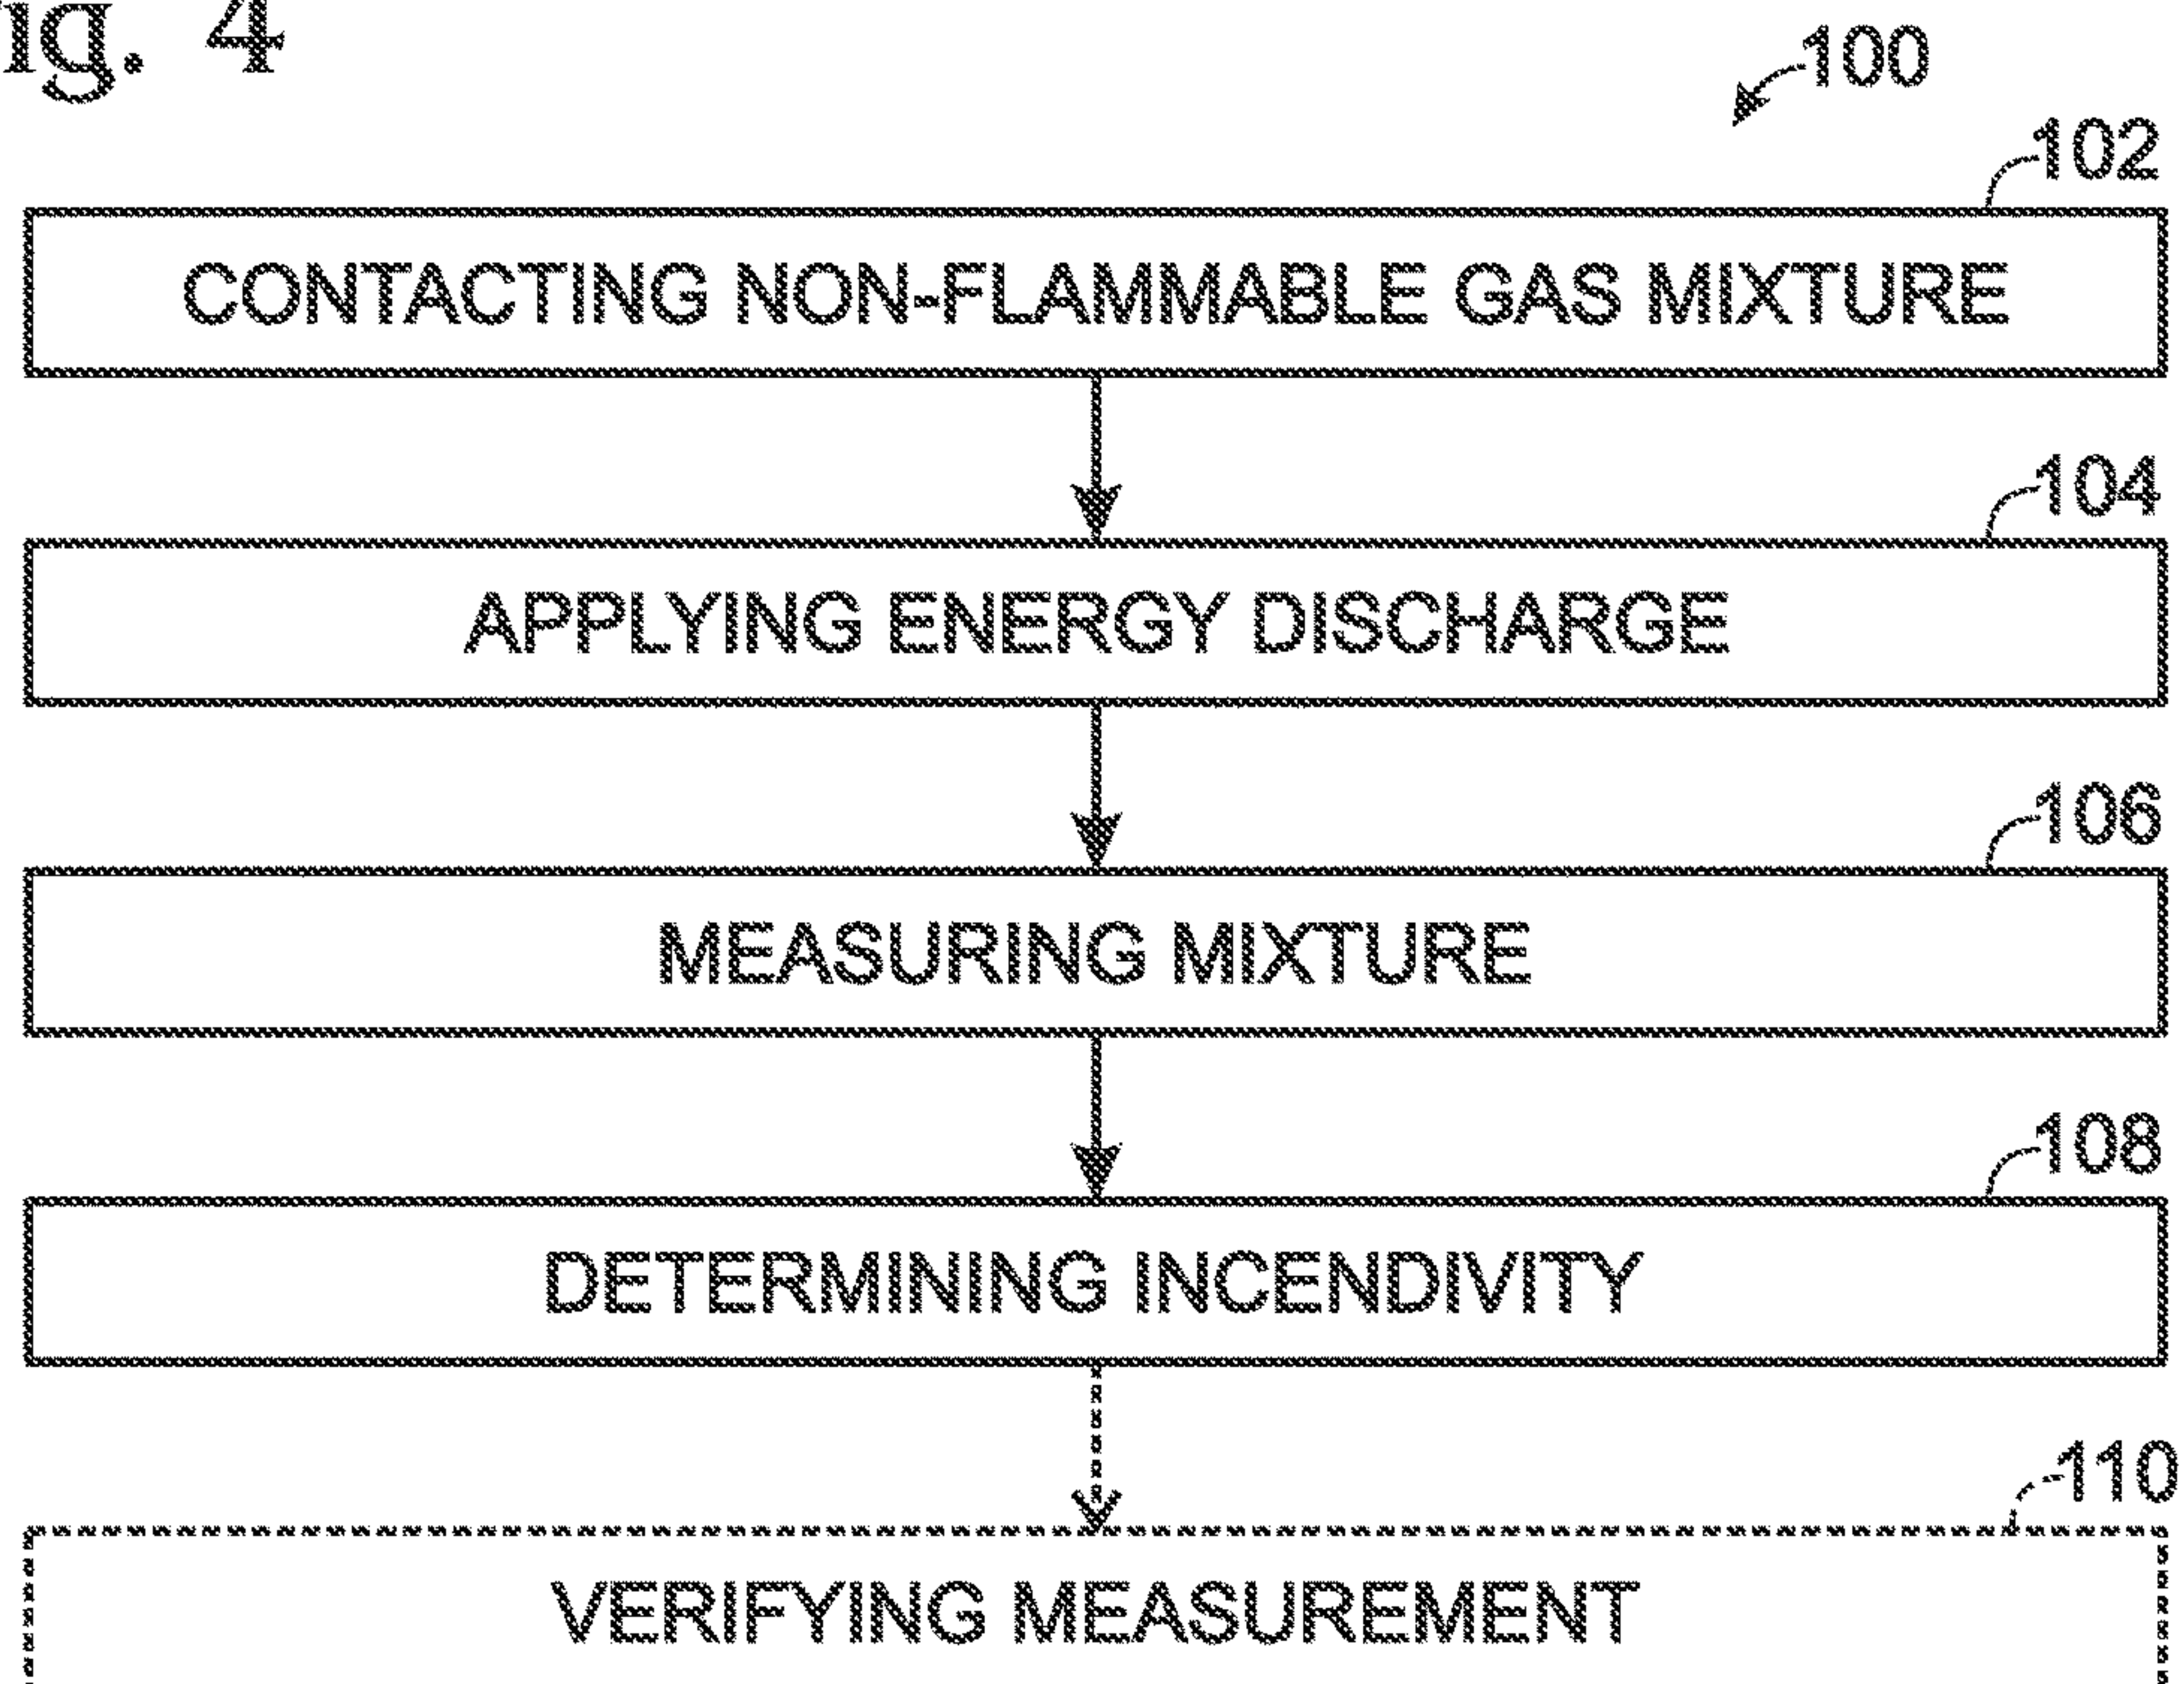 ig. 4
100
102
CONTACTING NON-FLAMMABLE GAS MIXTURE
104
APPLYING ENERGY DISCHARGE
106
MEASURING MIXTURE
108
DETERMINING INCENDIVITY
110
VERIFYING MEASUREMENT